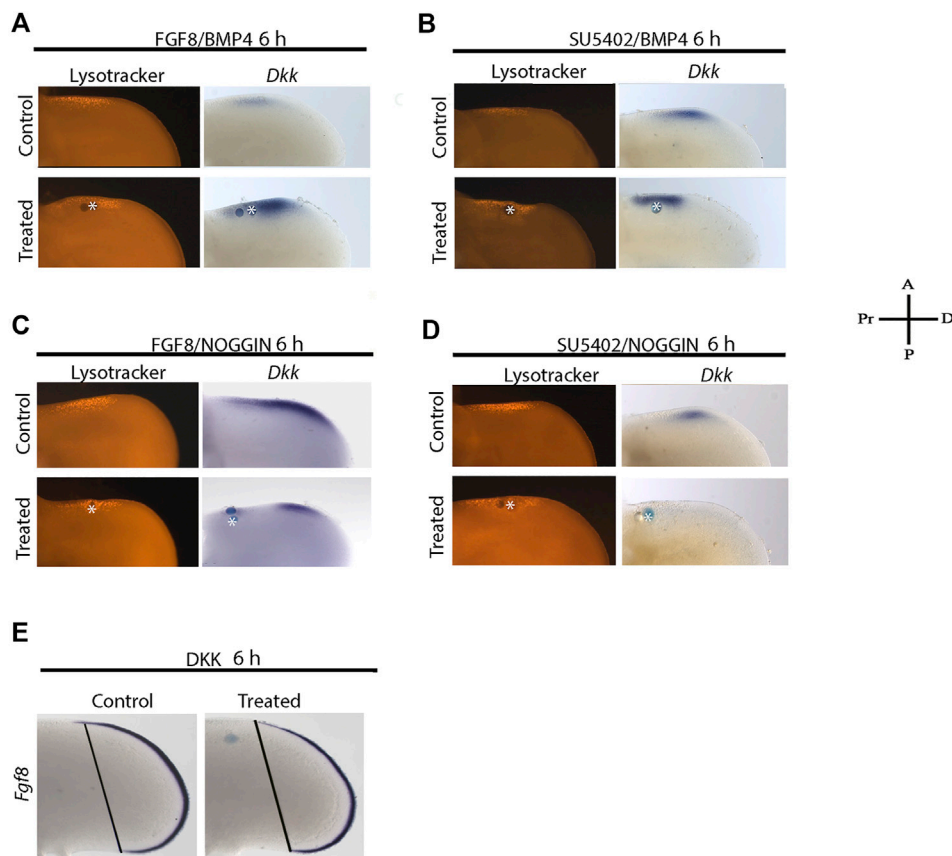 A
FGF8/BMP4 6 h
Lysotracker Dkk
Control
*
*
Treated
B
SU5402/BMP4 6 h
Lysotracker Dkk
Control
*
*
Treated
A
Pr D
P
C
FGF8/NOGGIN 6 h
Lysotracker Dkk
Control
*
*
Treated
D
SU5402/NOGGIN 6 h
Lysotracker Dkk
Control
*
*
Treated
E
DKK 6 h
Control Treated
Fgf8